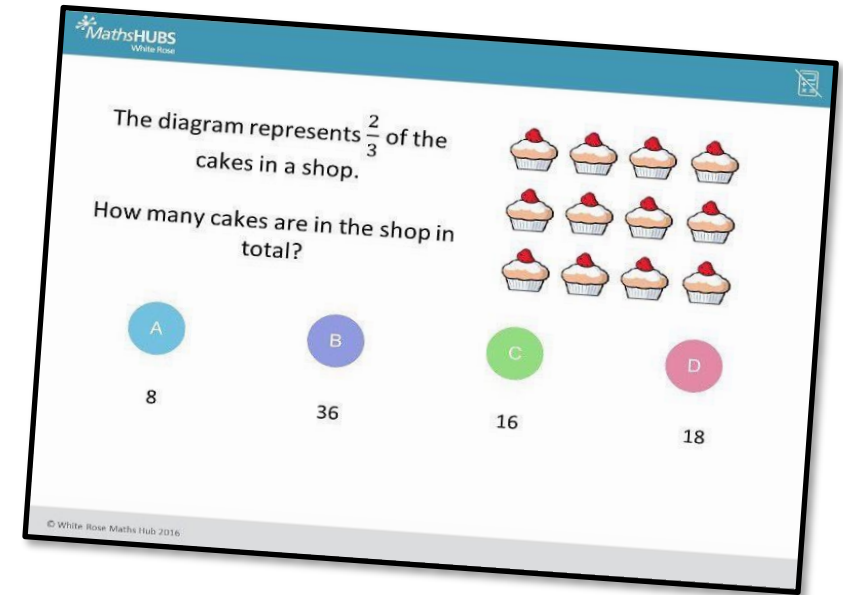 MathsHUBS
White Rose
The diagram represents 2/3 of the
cakes in a shop.
How many cakes are in the shop in
total?
A
B
C
D
8
36
16
18
© White Rose Maths Hub 2016